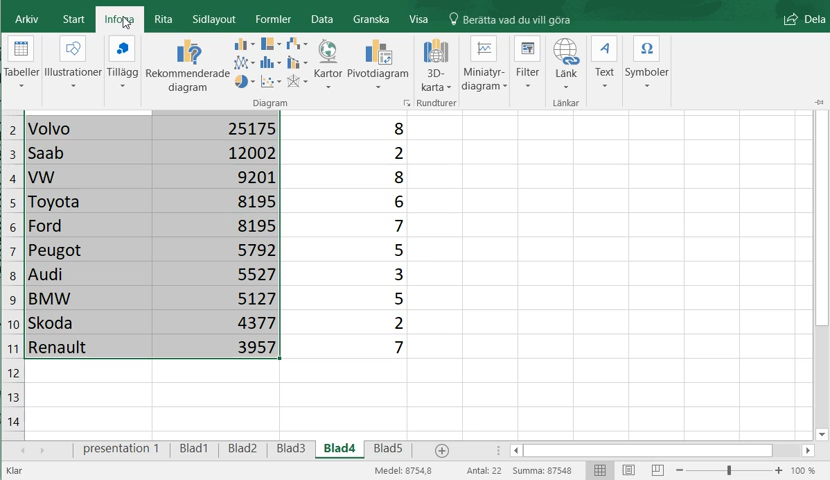 Arkiv Start Infoga Rita Sidlayout Formler Data Granska Visa Berätta vad du vill göra Dela
Tabeller Illustrationer Tillägg Rekommenderade diagram Kartor Pivotdiagram 3D-karta Miniatyr-diagram Filter Länk Text Symboler
Diagram Rundturer Länkar
2 Volvo 25175 8
3 Saab 12002 2
4 VW 9201 8
5 Toyota 8195 6
6 Ford 8195 7
7 Peugot 5792 5
8 Audi 5527 3
9 BMW 5127 5
10 Skoda 4377 2
11 Renault 3957 7
12
13
14
presentation 1 Blad1 Blad2 Blad3 Blad4 Blad5
Klar Medel: 8754,8 Antal: 22 Summa: 87548 100 %